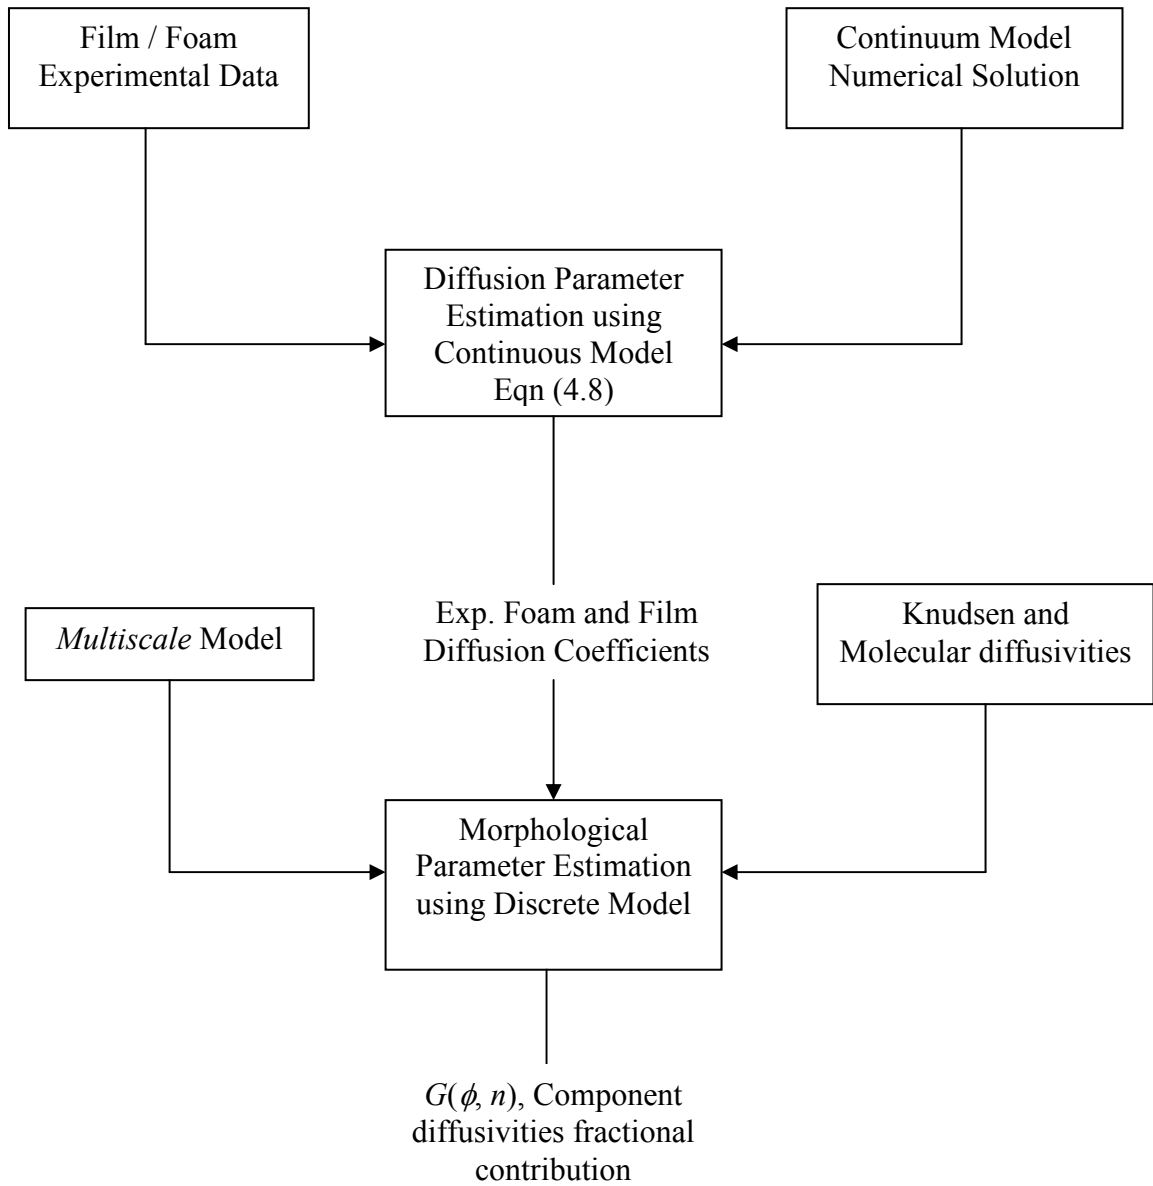 Film / Foam
Experimental Data
Continuum Model
Numerical Solution
Diffusion Parameter
Estimation using
Continuous Model
Eqn (4.8)
Multiscale Model
Exp. Foam and Film
Diffusion Coefficients
Knudsen and
Molecular diffusivities
Morphological
Parameter Estimation
using Discrete Model
G(ϕ, n), Component
diffusivities fractional
contribution